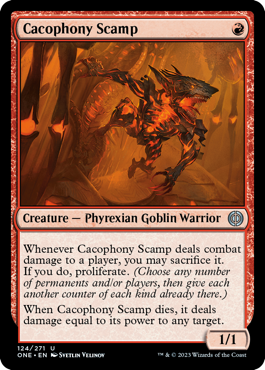 Cacophony Scamp
Creature — Phyrexian Goblin Warrior
Whenever Cacophony Scamp deals combat
damage to a player, you may sacrifice it.
If you do, proliferate. (Choose any number
of permanents and/or players, then give each
another counter of each kind already there.)
When Cacophony Scamp dies, it deals
damage equal to its power to any target.
1/1
124/271 U
ONE • EN Svetlin Velinov
™ & © 2023 Wizards of the Coast